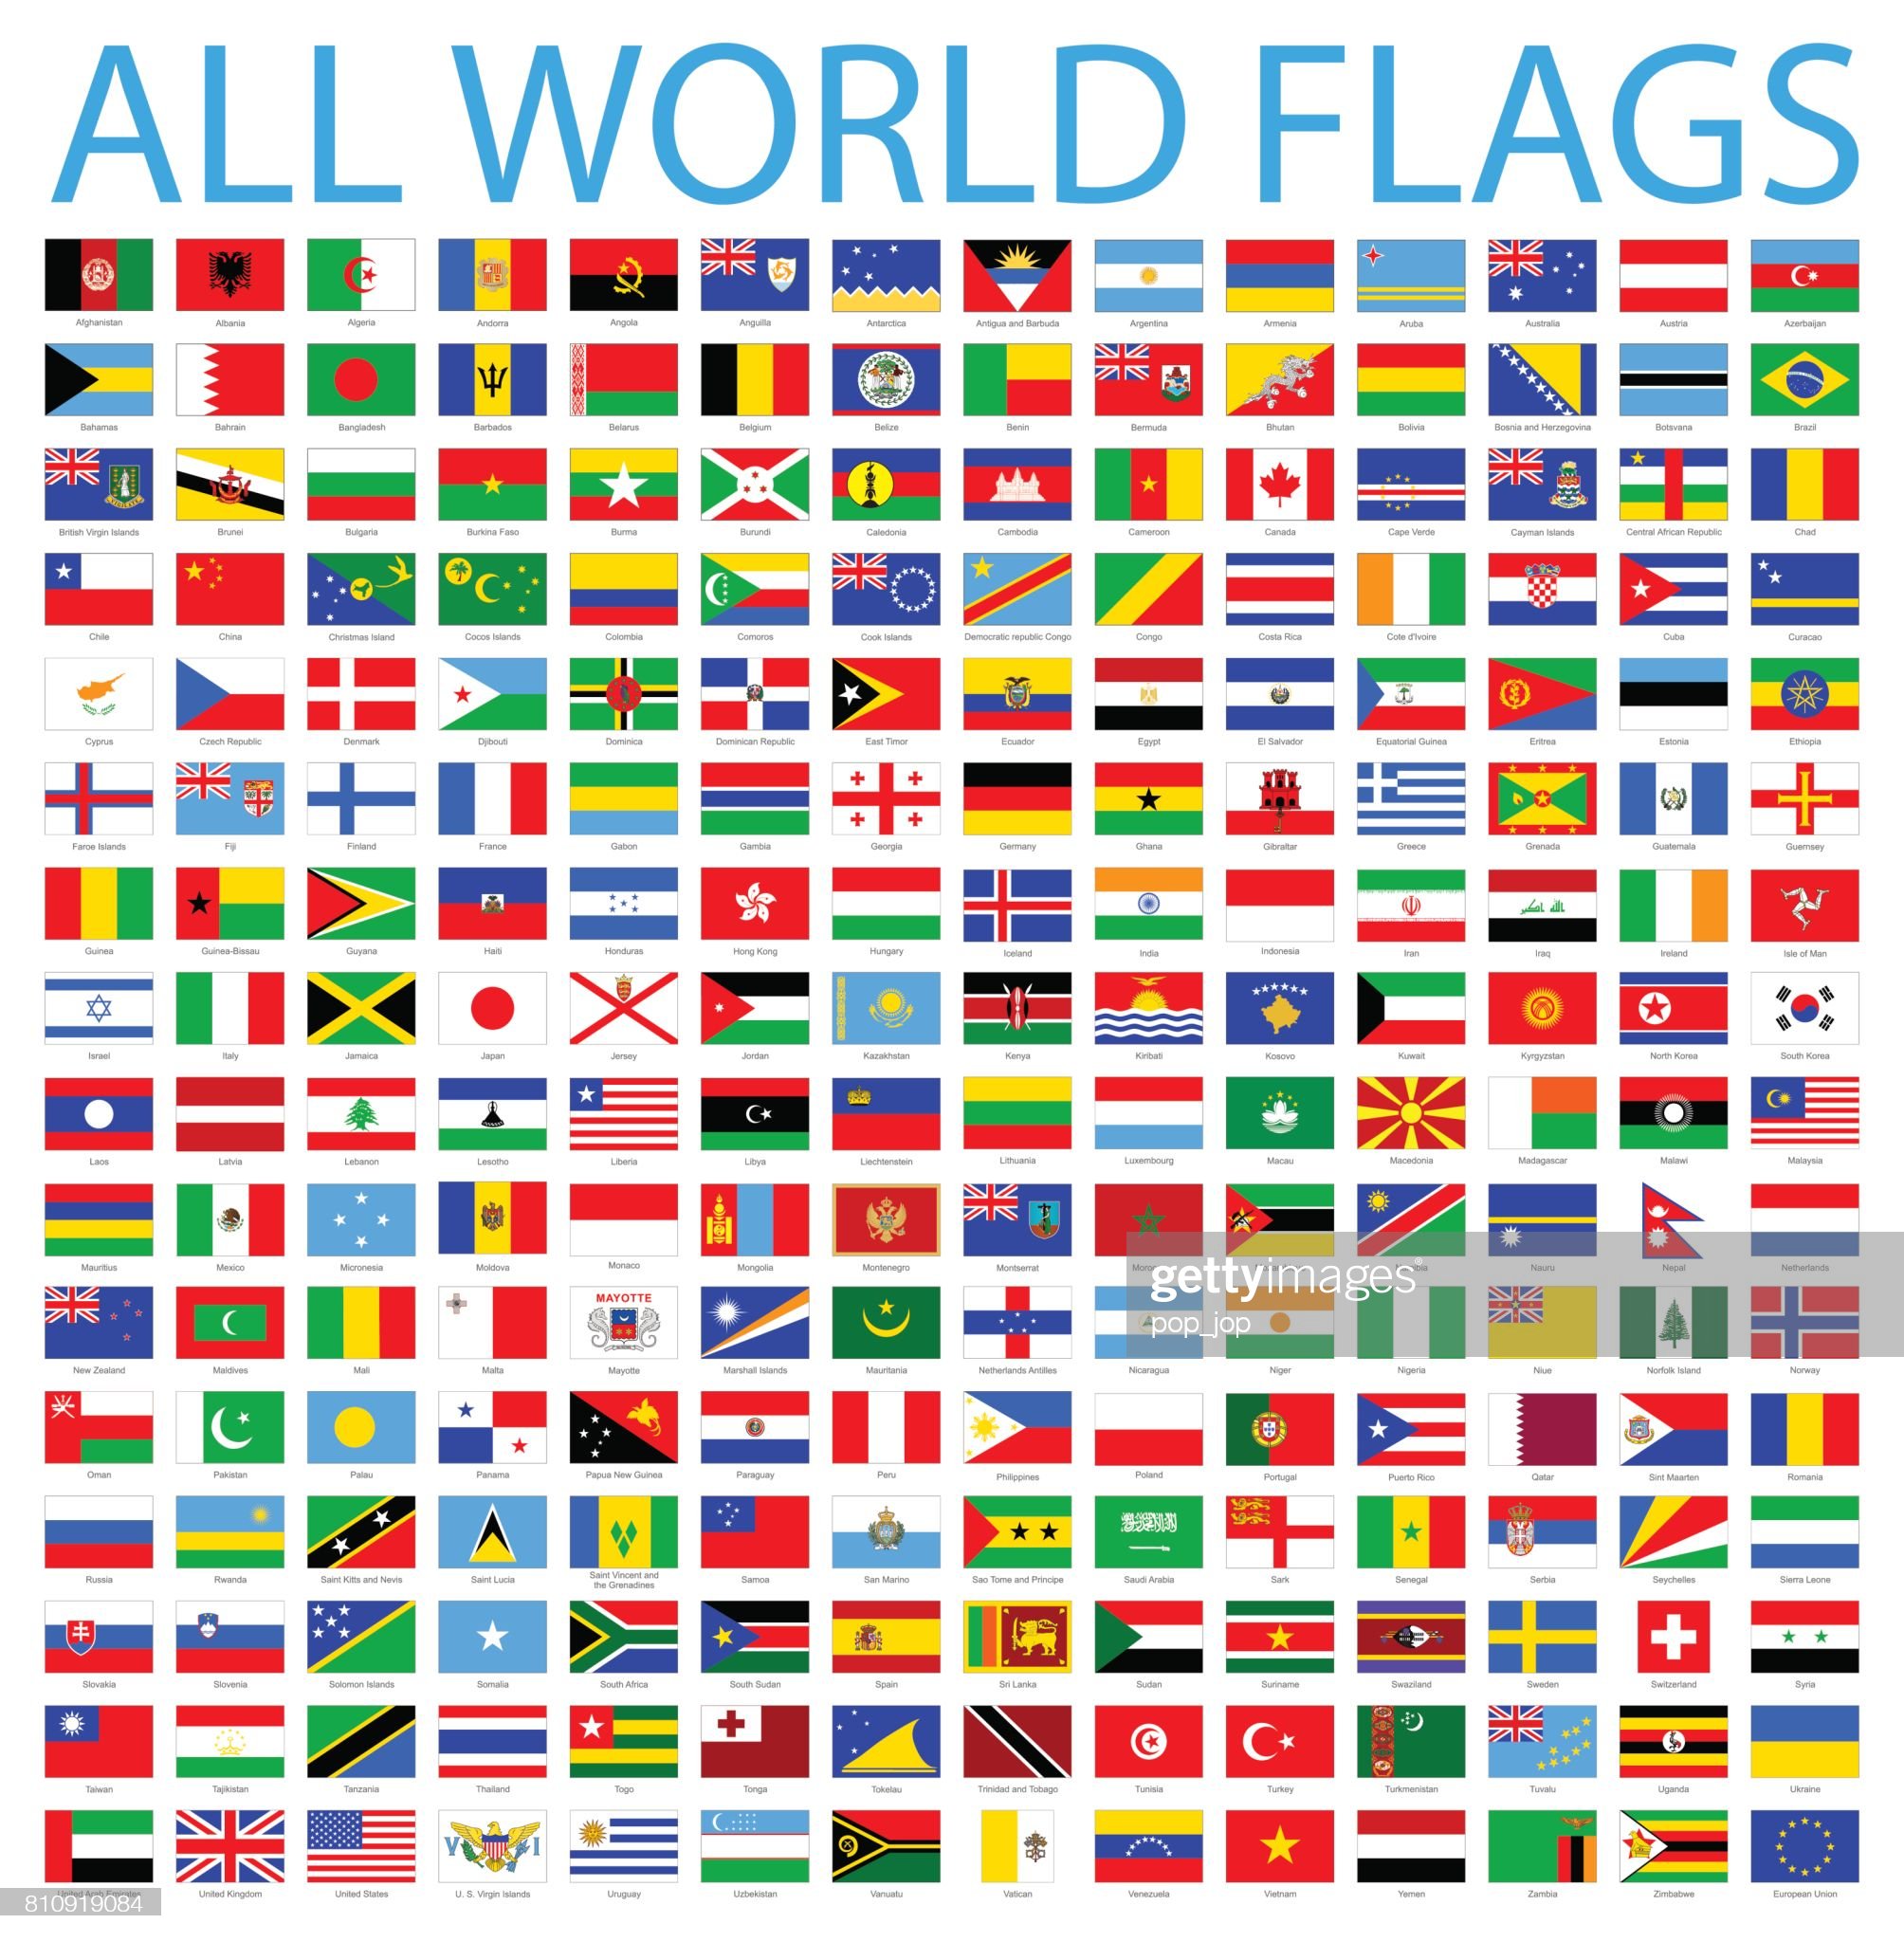 ALL WORLD FLAGS
Afghanistan Albania Algeria Andorra Angola Anguilla Antarctica Antigua and Barbuda Argentina Armenia Aruba Australia Austria Azerbaijan
Bahamas Bahrain Bangladesh Barbados Belarus Belgium Belize Benin Bermuda Bhutan Bolivia Bosnia and Herzegovina Botsvana Brazil
British Virgin Islands Brunei Bulgaria Burkina Faso Burma Burundi Caledonia Cambodia Cameroon Canada Cape Verde Cayman Islands Central African Republic Chad
Chile China Christmas Island Cocos Islands Colombia Comoros Cook Islands Democratic republic Congo Congo Costa Rica Cote d'Ivoire Cuba Curacao
Cyprus Czech Republic Denmark Djibouti Dominica Dominican Republic East Timor Ecuador Egypt El Salvador Equatorial Guinea Eritrea Estonia Ethiopia
Faroe Islands Fiji Finland France Gabon Gambia Georgia Germany Ghana Gibraltar Greece Grenada Guatemala Guernsey
Guinea Guinea-Bissau Guyana Haiti Honduras Hong Kong Hungary Iceland India Indonesia Iran Iraq Ireland Isle of Man
Israel Italy Jamaica Japan Jersey Jordan Kazakhstan Kenya Kiribati Kosovo Kuwait Kyrgyzstan North Korea South Korea
Laos Latvia Lebanon Lesotho Liberia Libya Liechtenstein Lithuania Luxembourg Macau Macedonia Madagascar Malawi Malaysia
Mauritius Mexico Micronesia Moldova Monaco Mongolia Montenegro Montserrat Nauru Nepal Netherlands
gettyimages
MAYOTTE
pop_jop
New Zealand Maldives Mali Malta Mayotte Marshall Islands Mauritania Netherlands Antilles Nicaragua Niger Nigeria Niue Norfolk Island Norway
Oman Pakistan Palau Panama Papua New Guinea Paraguay Peru Philippines Poland Portugal Puerto Rico Qatar Sint Maarten Romania
Russia Rwanda Saint Kitts and Nevis Saint Lucia Saint Vincent and the Grenadines Samoa San Marino Sao Tome and Principe Saudi Arabia Sark Senegal Serbia Seychelles Sierra Leone
Slovakia Slovenia Solomon Islands Somalia South Africa South Sudan Spain Sri Lanka Sudan Suriname Swaziland Sweden Switzerland Syria
Taiwan Tajikistan Tanzania Thailand Togo Tonga Tokelau Trinidad and Tobago Tunisia Turkey Turkmenistan Tuvalu Uganda Ukraine
V I
United Arab Emirates United Kingdom United States U. S. Virgin Islands Uruguay Uzbekistan Vanuatu Vatican Venezuela Vietnam Yemen Zambia Zimbabwe European Union
810919084